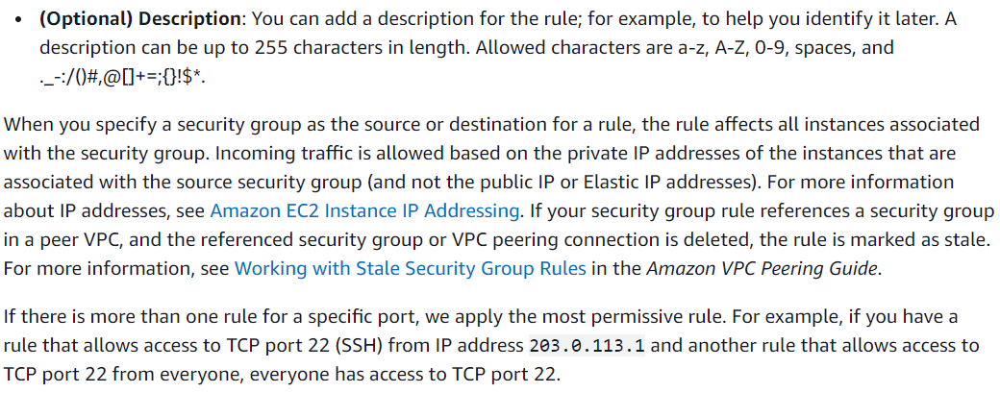 • (Optional) Description: You can add a description for the rule; for example, to help you identify it later. A
description can be up to 255 characters in length. Allowed characters are a-z, A-Z, 0-9, spaces, and
._-:/()#,@[]+=;{}!$*.
When you specify a security group as the source or destination for a rule, the rule affects all instances associated
with the security group. Incoming traffic is allowed based on the private IP addresses of the instances that are
associated with the source security group (and not the public IP or Elastic IP addresses). For more information
about IP addresses, see Amazon EC2 Instance IP Addressing. If your security group rule references a security group
in a peer VPC, and the referenced security group or VPC peering connection is deleted, the rule is marked as stale.
For more information, see Working with Stale Security Group Rules in the Amazon VPC Peering Guide.
If there is more than one rule for a specific port, we apply the most permissive rule. For example, if you have a
rule that allows access to TCP port 22 (SSH) from IP address 203.0.113.1 and another rule that allows access to
TCP port 22 from everyone, everyone has access to TCP port 22.